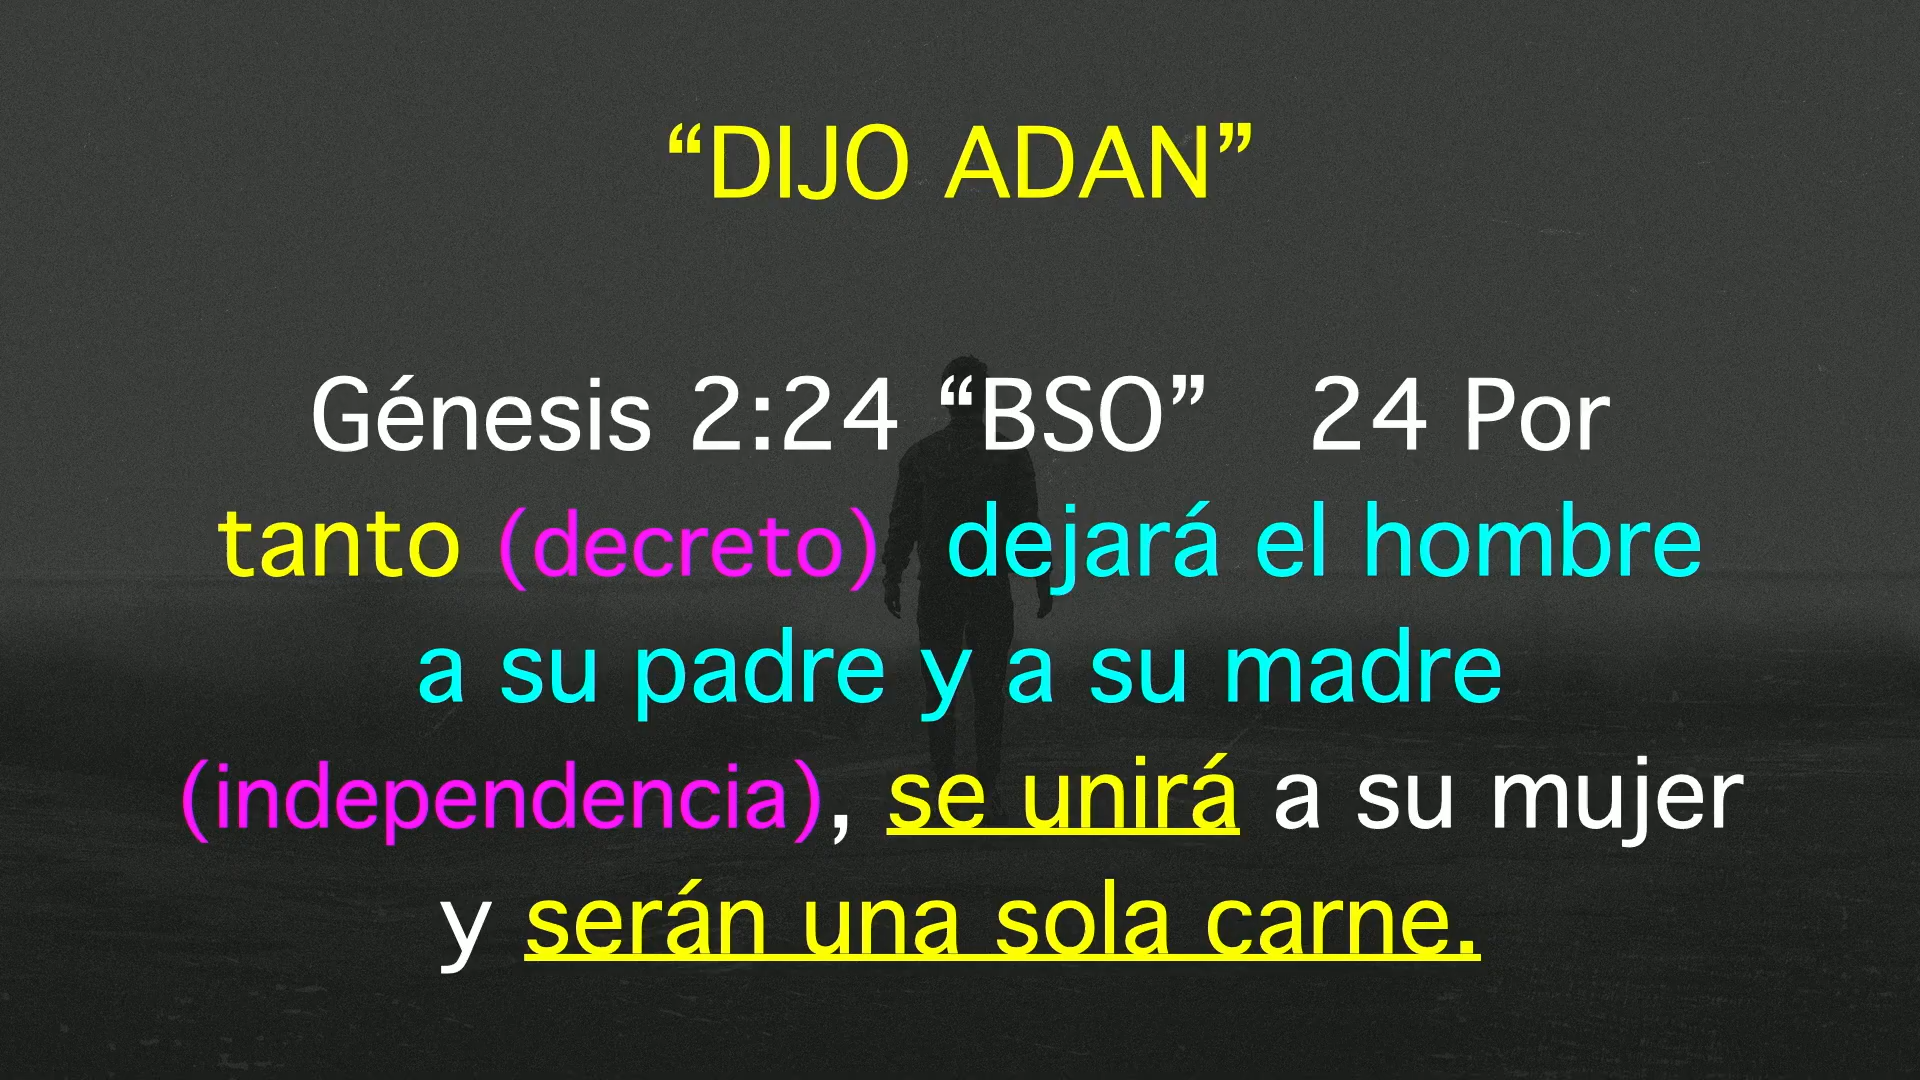 “DIJO ADAN”
Génesis 2:24 “BSO” 24 Por
tanto (decreto) dejará el hombre
a su padre y a su madre
(independencia), se unirá a su mujer
y serán una sola carne.